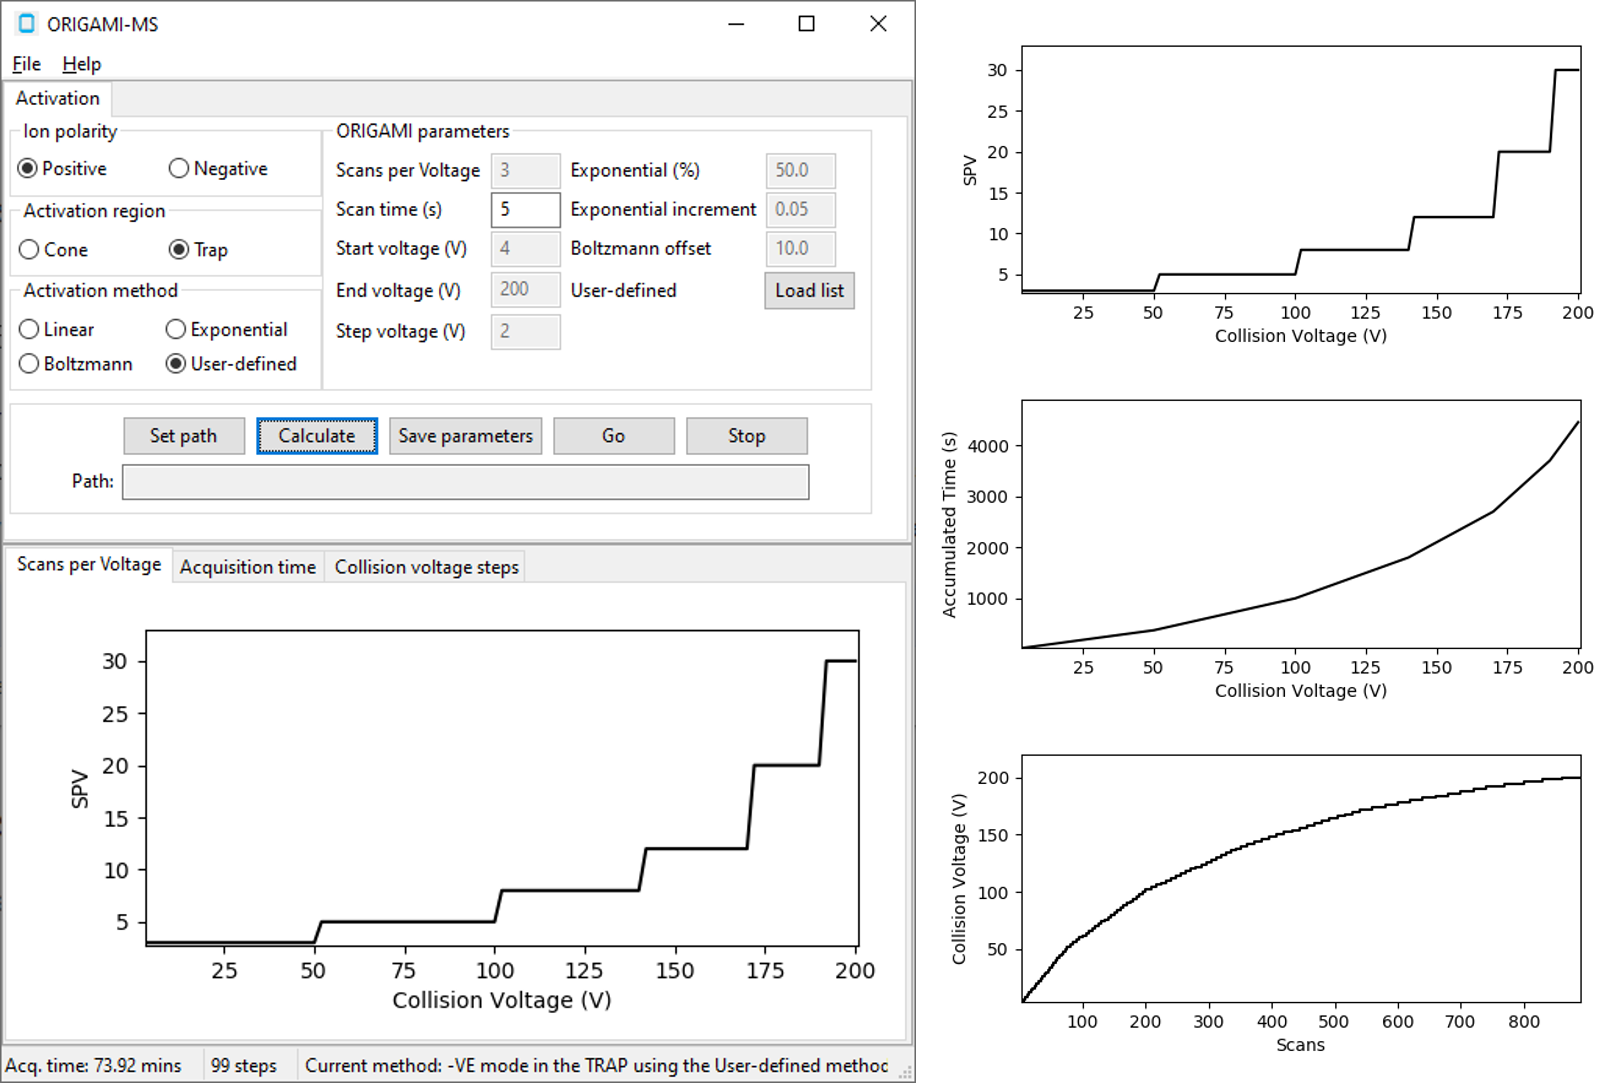 ORIGAMI-MS
File Help
Activation
Ion polarity
Positive Negative
Activation region
Cone Trap
Activation method
Linear Exponential
Boltzmann User-defined
ORIGAMI parameters
Scans per Voltage 3 Exponential (%) 50.0
Scan time (s) 5 Exponential increment 0.05
Start voltage (V) 4 Boltzmann offset 10.0
End voltage (V) 200 User-defined Load list
Step voltage (V) 2
Set path Calculate Save parameters Go Stop
Path:
Scans per Voltage Acquisition time Collision voltage steps
30
25
20
15
10
5
SPV
25 50 75 100 125 150 175 200
Collision Voltage (V)
Acq. time: 73.92 mins 99 steps Current method: -VE mode in the TRAP using the User-defined method
30
25
20
15
10
5
SPV
25 50 75 100 125 150 175 200
Collision Voltage (V)
4000
3000
2000
1000
Accumulated Time (s)
25 50 75 100 125 150 175 200
Collision Voltage (V)
200
150
100
50
Collision Voltage (V)
100 200 300 400 500 600 700 800
Scans